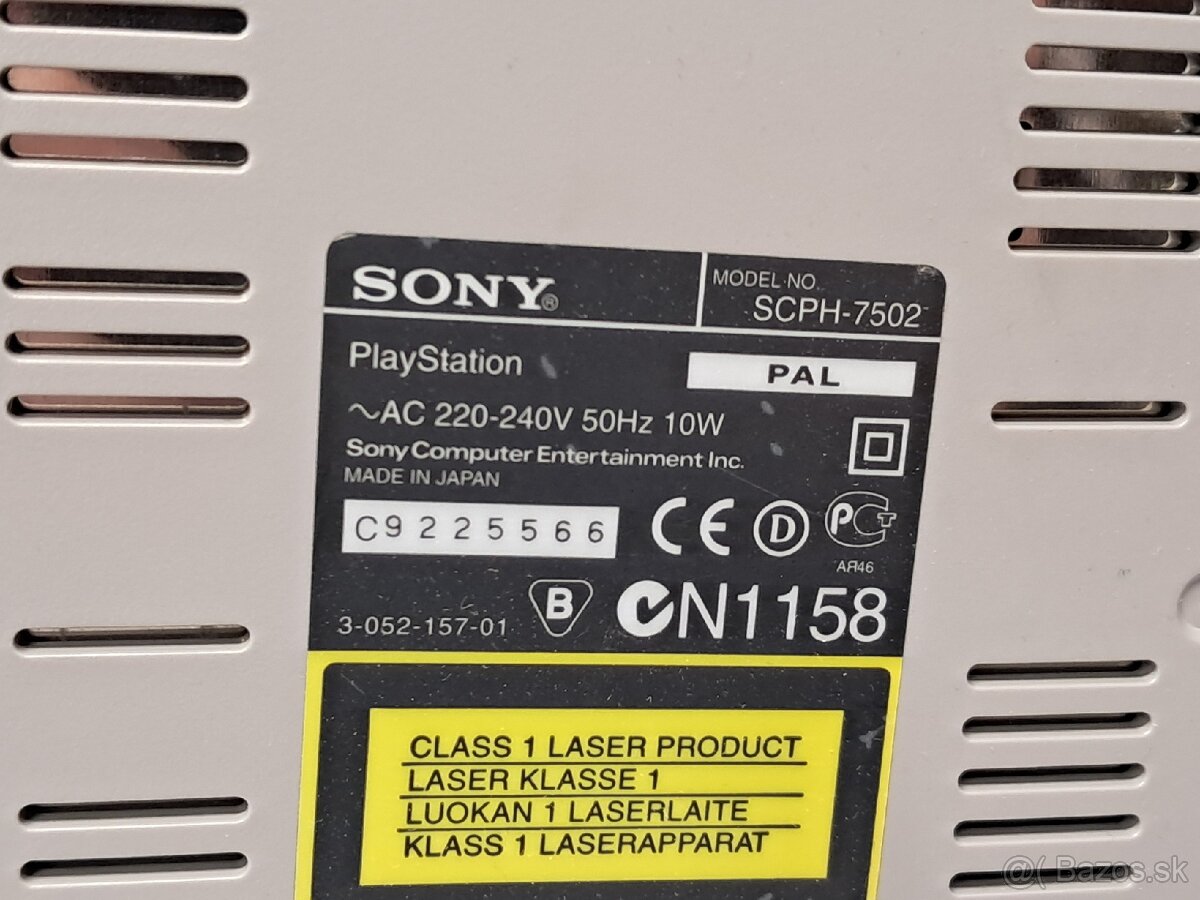 SONY®
MODEL NO.
SCPH-7502
PlayStation
PAL
~AC 220-240V 50Hz 10W
Sony Computer Entertainment Inc.
MADE IN JAPAN
C9225566
CE D PCT
B
N1158
3-052-157-01
CLASS 1 LASER PRODUCT
LASER KLASSE 1
LUOKAN 1 LASERLAITE
KLASS 1 LASERAPPARAT
@( Bazos.sk